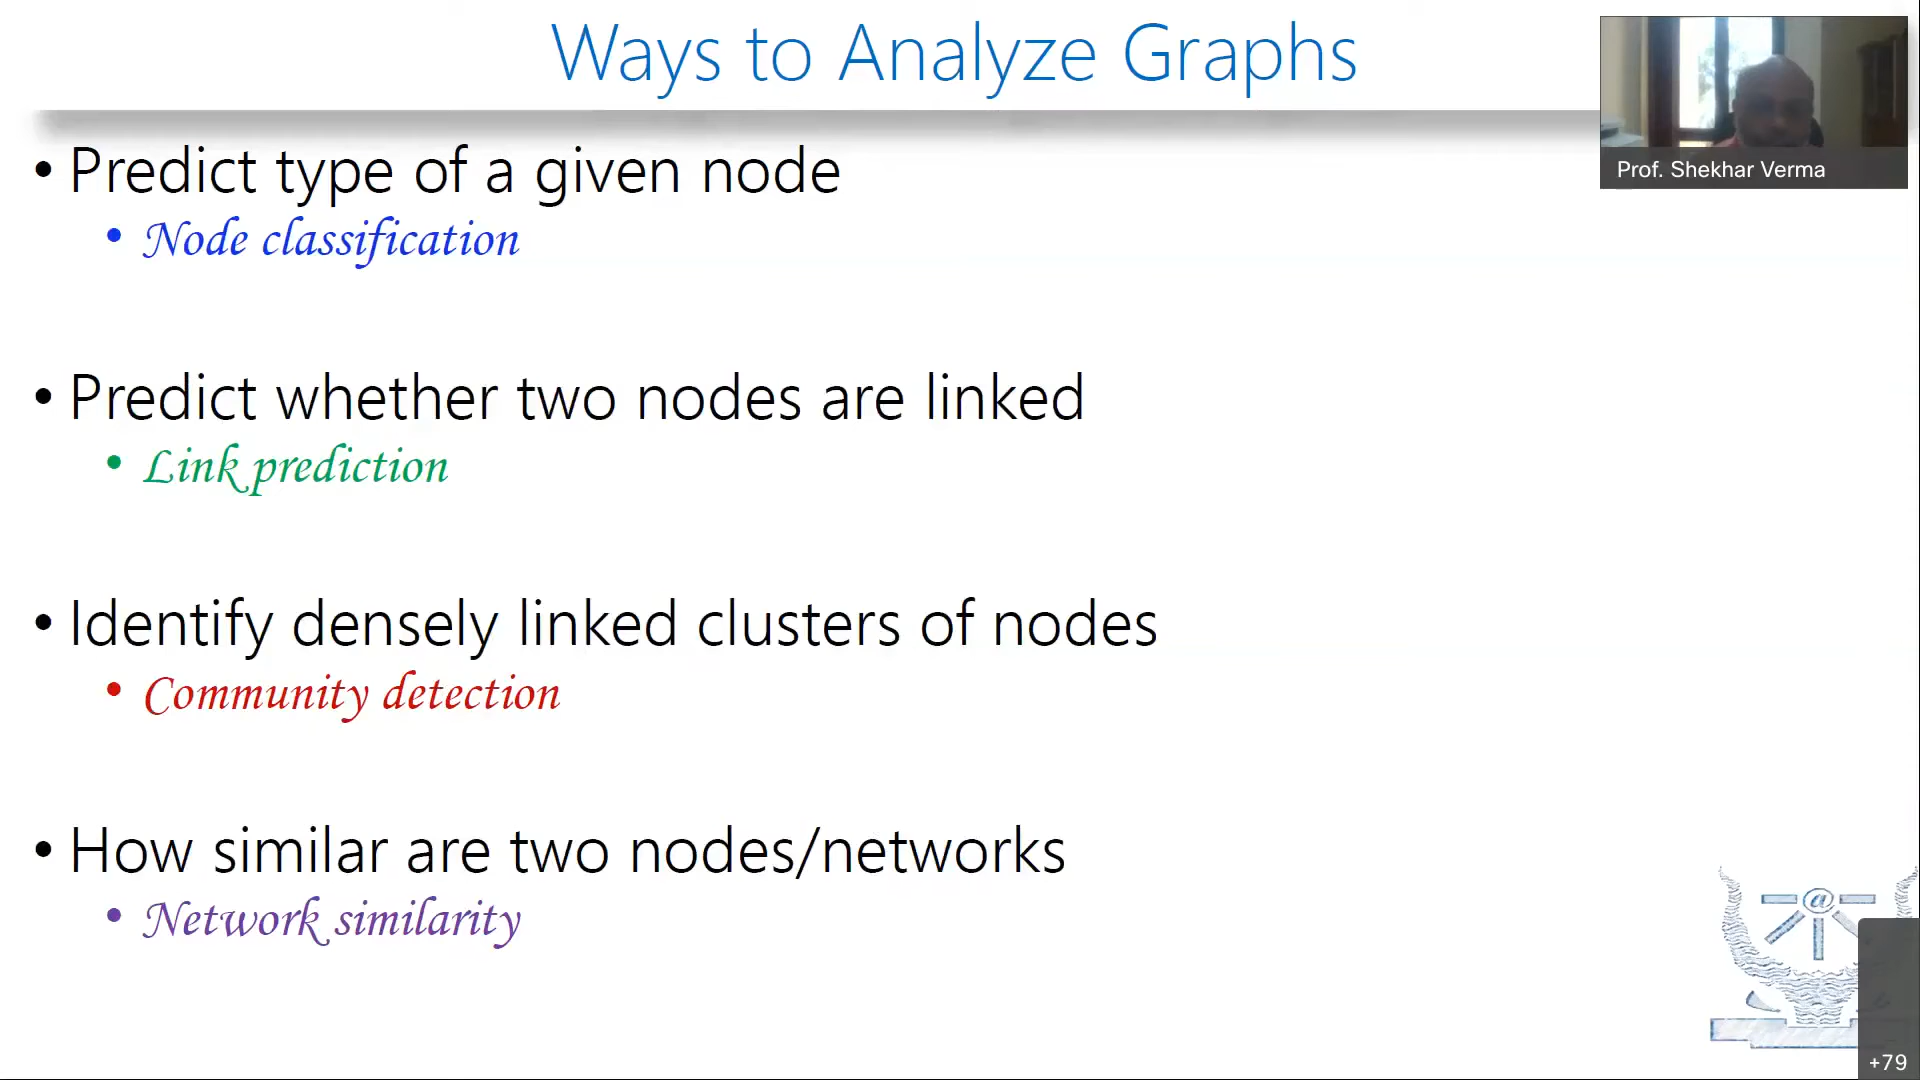 Ways to Analyze Graphs
Prof. Shekhar Verma
• Predict type of a given node
• Node classification
• Predict whether two nodes are linked
• Link prediction
• Identify densely linked clusters of nodes
• Community detection
• How similar are two nodes/networks
• Network similarity
@
+79